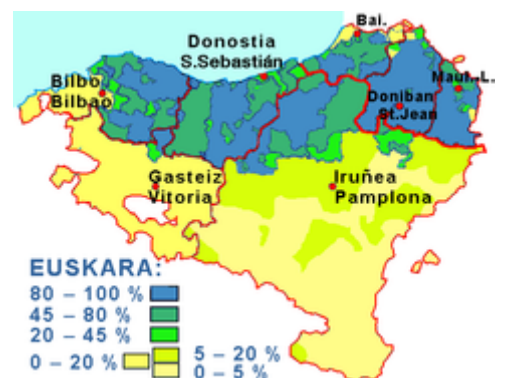 Bai.
Donostia
S.Sebastián
Bilbo
Bilbao
Maul-L.
Doniban
St.Jean
Gasteiz
Vitoria
Iruñea
Pamplona
EUSKARA:
80 – 100 %
45 – 80 %
20 – 45 %
0 – 20 %
5 – 20 %
0 – 5 %